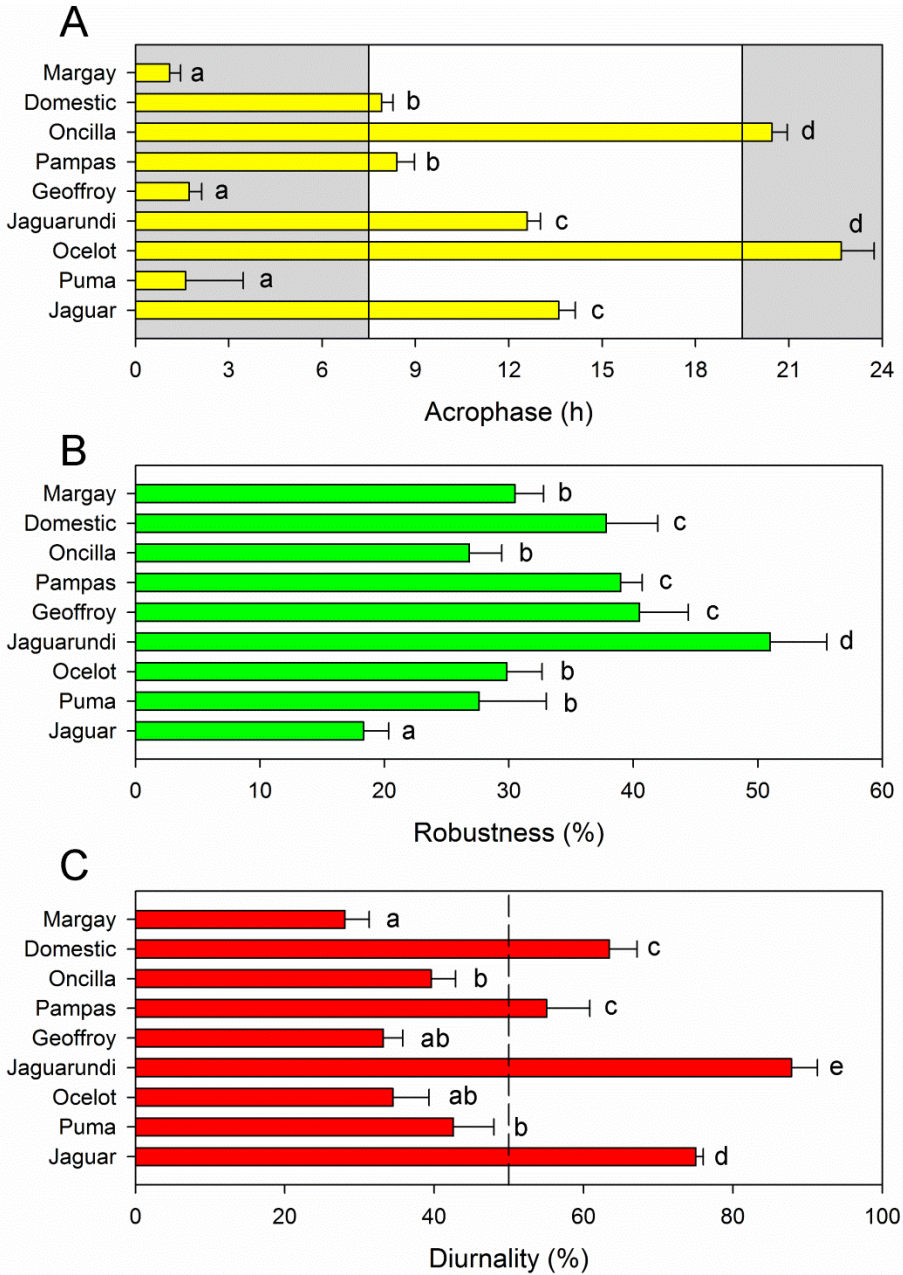 A
Margay a
Domestic b
Oncilla d
Pampas b
Geoffroy a
Jaguarundi c
Ocelot d
Puma a
Jaguar c
0 3 6 9 12 15 18 21 24
Acrophase (h)
B
Margay b
Domestic c
Oncilla b
Pampas c
Geoffroy c
Jaguarundi d
Ocelot b
Puma b
Jaguar a
0 10 20 30 40 50 60
Robustness (%)
C
Margay a
Domestic c
Oncilla b
Pampas c
Geoffroy ab
Jaguarundi e
Ocelot ab
Puma b
Jaguar d
0 20 40 60 80 100
Diurnality (%)